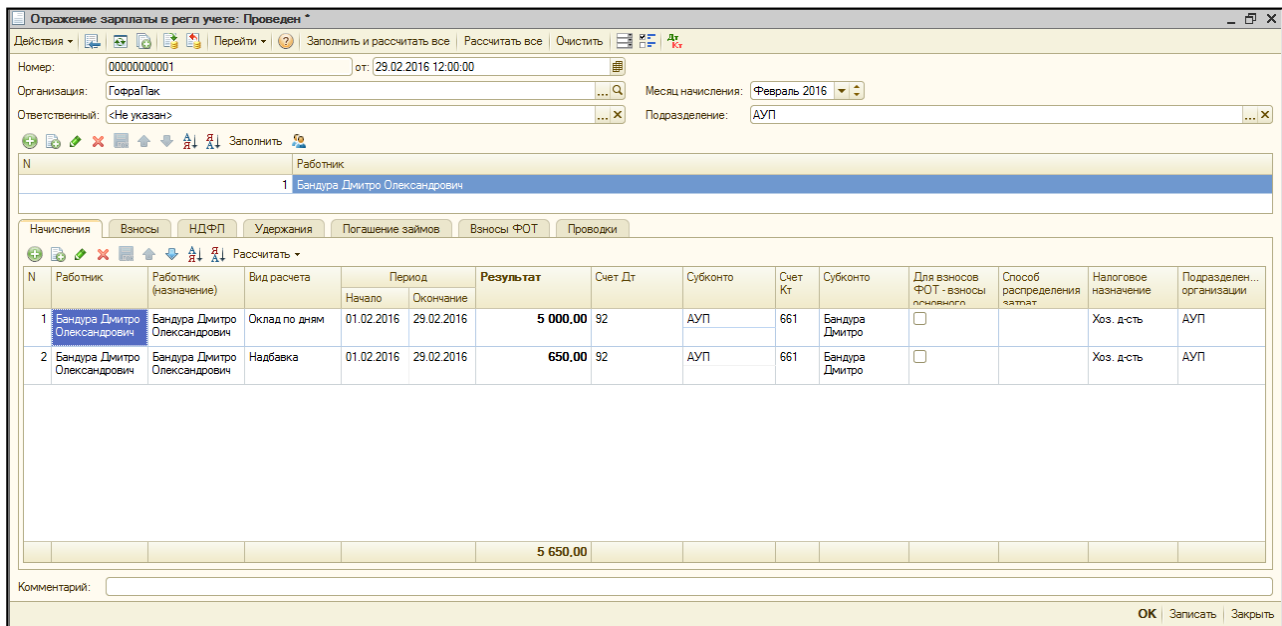 Отражение зарплаты в регл учете: Проведен *
Действия Перейти Заполнить и рассчитать все Рассчитать все Очистить Дт Кт
Номер: 00000000001 от: 29.02.2016 12:00:00
Организация: ГофраПак ... Месяц начисления: Февраль 2016
Ответственный: <Не указан> ... Подразделение: АУП ...
Заполнить
N Работник
1 Бандура Дмитро Олександрович
Начисления Взносы НДФЛ Удержания Погашение займов Взносы ФОТ Проводки
Рассчитать
N Работник Работник (назначение) Вид расчета Период Результат Счет Дт Субконто Счет Кт Субконто Для взносов ФОТ - взносы основного Способ распределения затрат Налоговое назначение Подразделен... организации
Начало Окончание
1 Бандура Дмитро Олександрович Бандура Дмитро Олександрович Оклад по дням 01.02.2016 29.02.2016 5 000,00 92 АУП 661 Бандура Дмитро Хоз. д-сть АУП
2 Бандура Дмитро Олександрович Бандура Дмитро Олександрович Надбавка 01.02.2016 29.02.2016 650,00 92 АУП 661 Бандура Дмитро Хоз. д-сть АУП
5 650,00
Комментарий:
OK Записать Закрыть